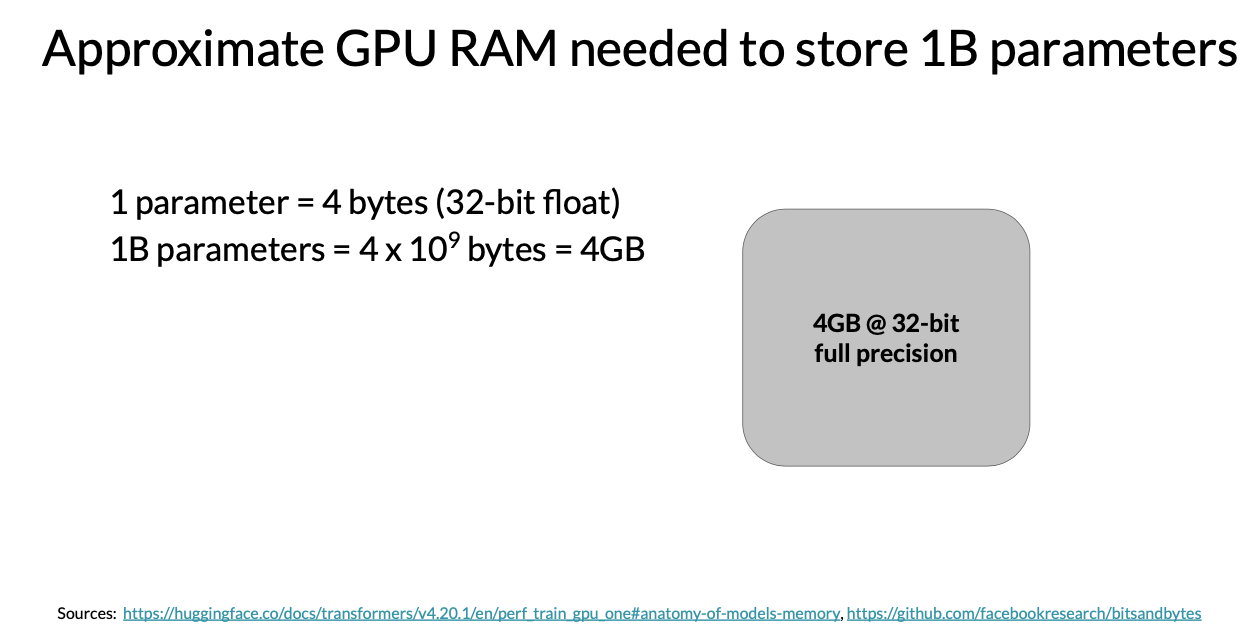 Approximate GPU RAM needed to store 1B parameters
1 parameter = 4 bytes (32-bit float)
1B parameters = 4 x 10⁹ bytes = 4GB
4GB @ 32-bit
full precision
Sources: https://huggingface.co/docs/transformers/v4.20.1/en/perf_train_gpu_one#anatomy-of-models-memory, https://github.com/facebookresearch/bitsandbytes